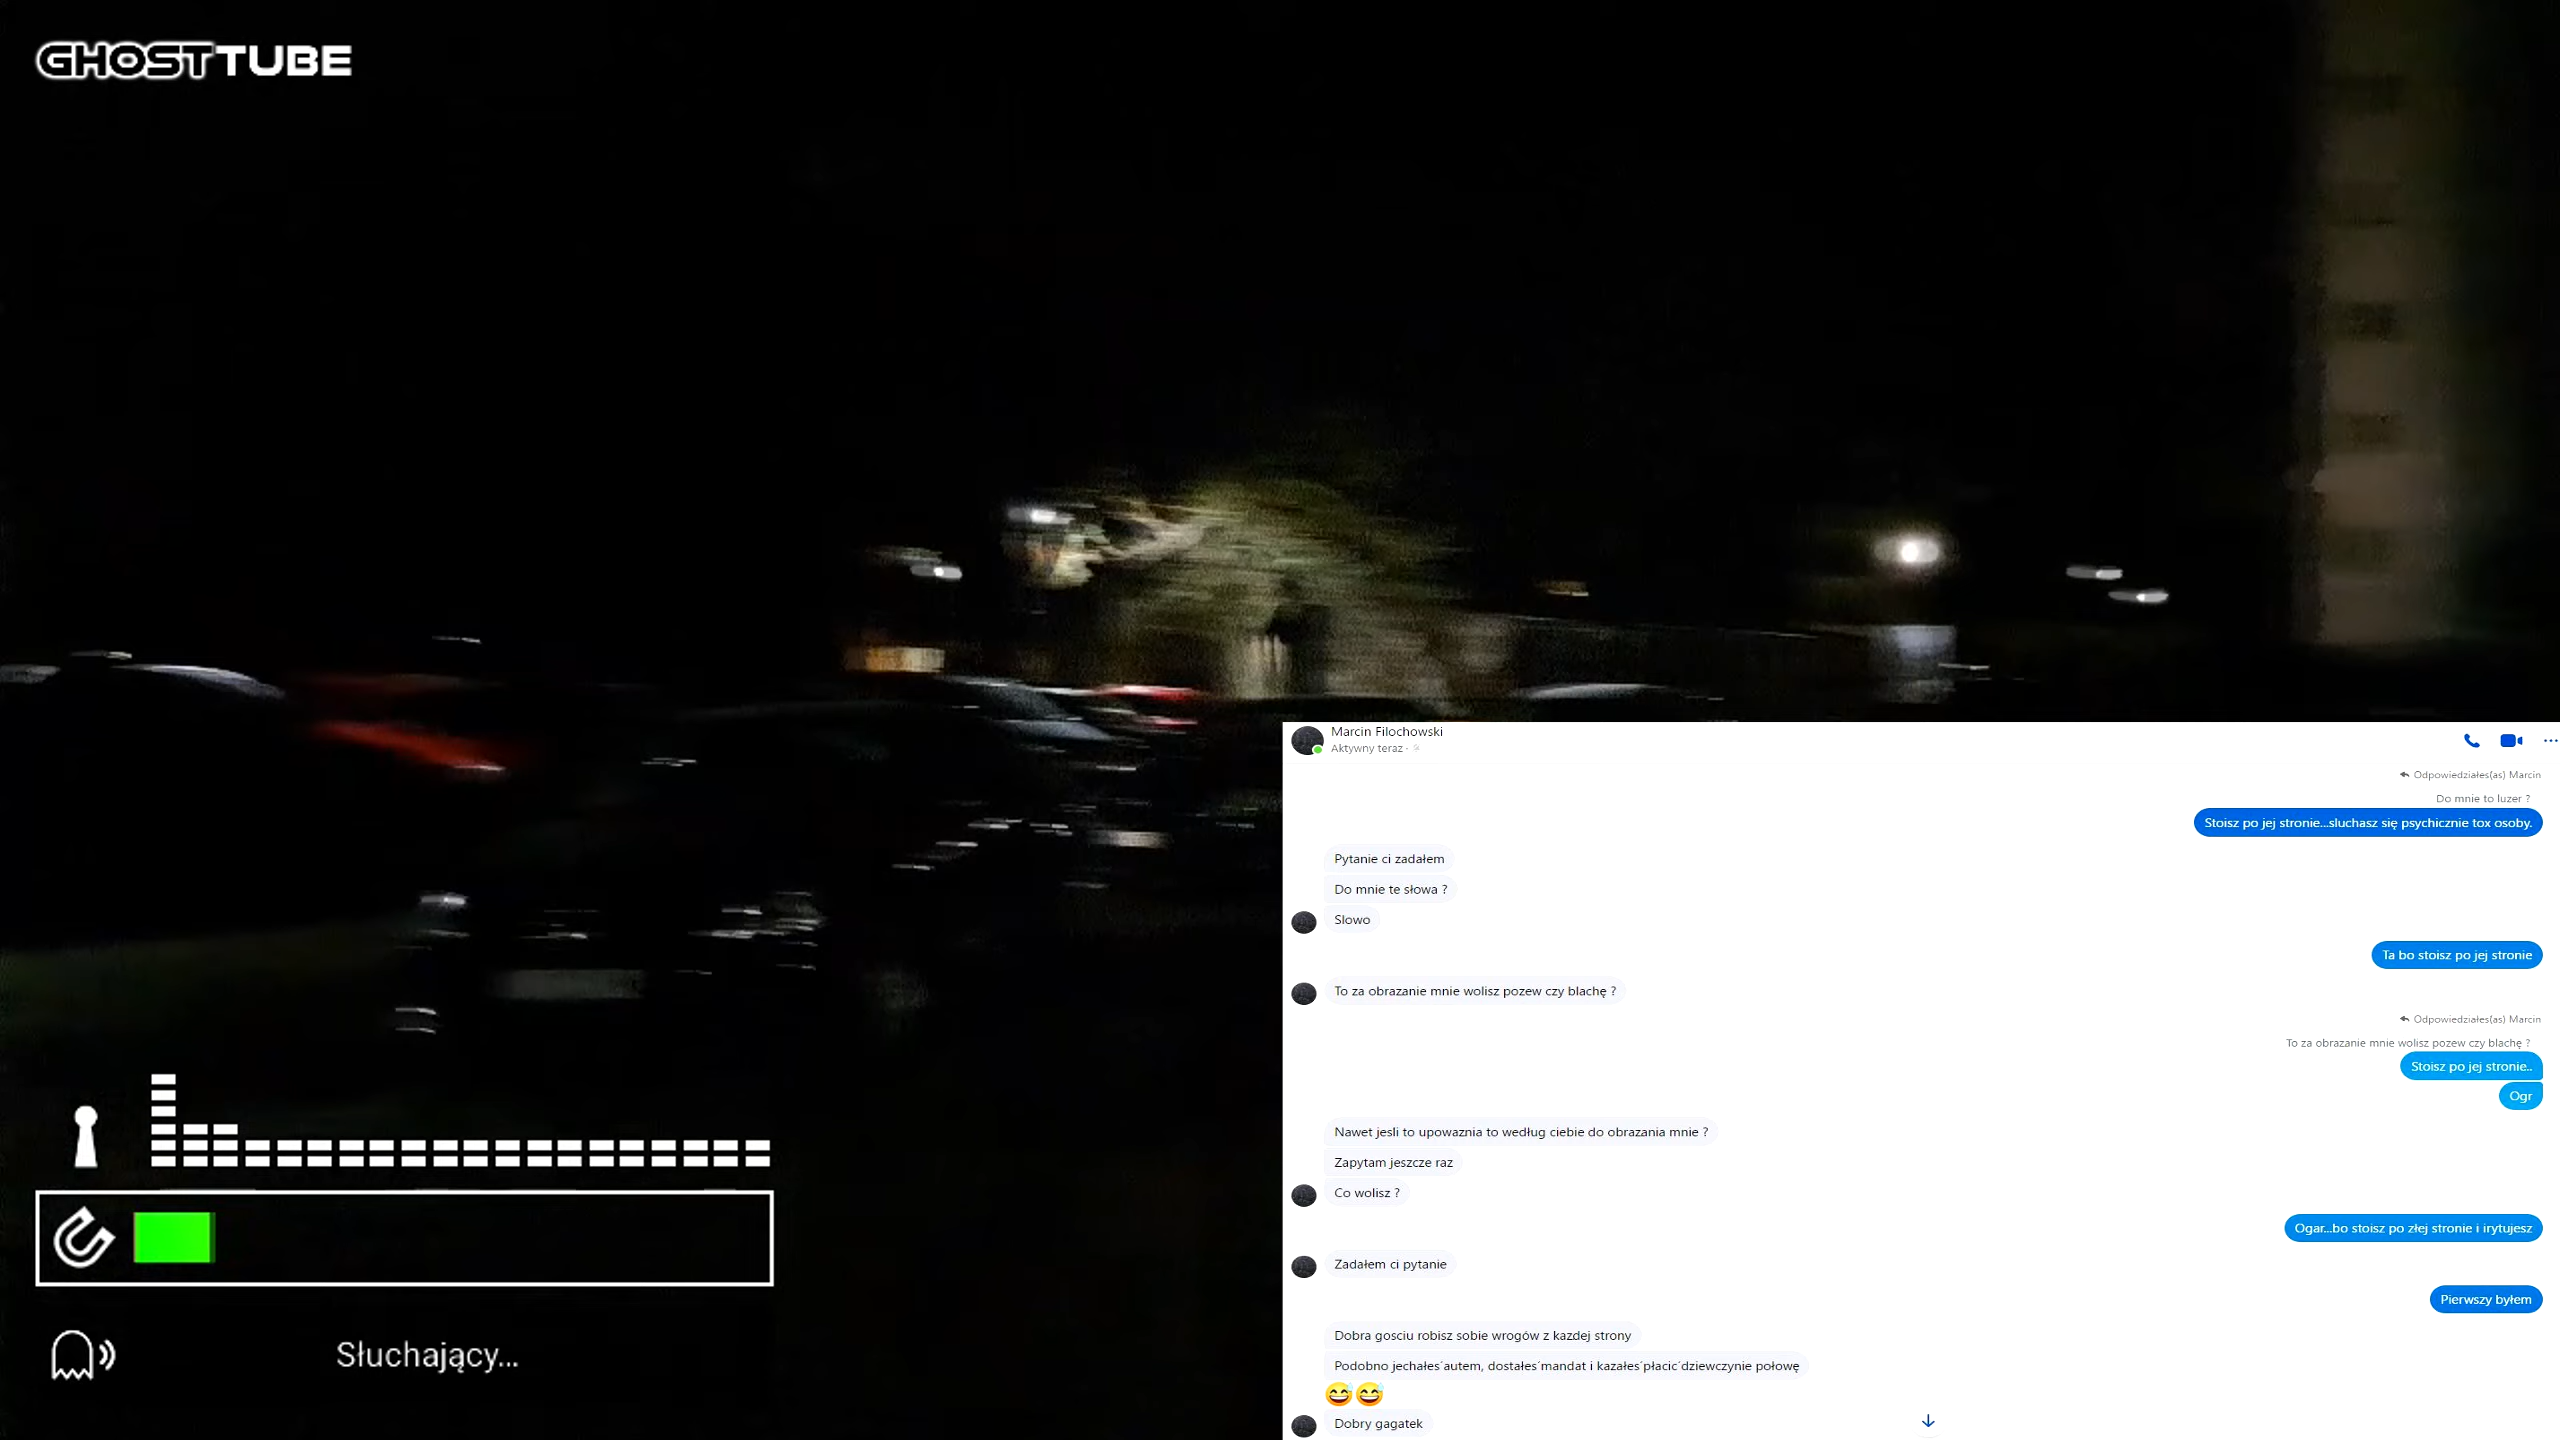 GHOSTTUBE
Marcin Filochowski
Aktywny teraz ·
Odpowiedziałeś(aś) Marcin
Do mnie to luzer ?
Stoisz po jej stronie...sluchasz się psychicznie tox osoby.
Pytanie ci zadałem
Do mnie te słowa ?
Slowo
Ta bo stoisz po jej stronie
To za obrazanie mnie wolisz pozew czy blachę ?
Odpowiedziałeś(aś) Marcin
To za obrazanie mnie wolisz pozew czy blachę ?
Stoisz po jej stronie..
Ogr
Nawet jesli to upowaznia to według ciebie do obrazania mnie ?
Zapytam jeszcze raz
Co wolisz ?
Ogar...bo stoisz po złej stronie i irytujesz
Zadałem ci pytanie
Pierwszy byłem
Dobra gosciu robisz sobie wrogów z kazdej strony
Podobno jechałes´autem, dostałes´mandat i kazałes´płacic´dziewczynie połowę
😅😅
Dobry gagatek
Słuchający...